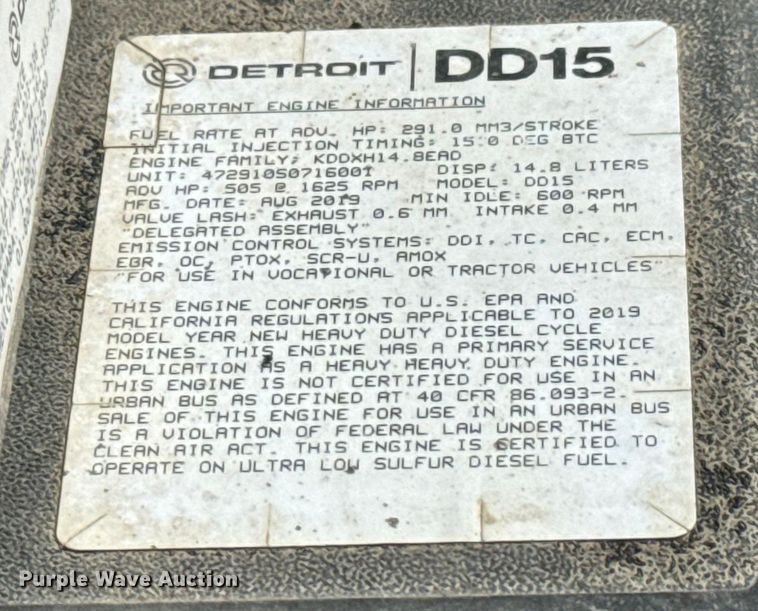 DETROIT | DD15
IMPORTANT ENGINE INFORMATION
FUEL RATE AT ADV. HP: 291.0 MM3/STROKE
INITIAL INJECTION TIMING: 15.0 DEG BTC
ENGINE FAMILY: KDDXH14.8EAD
UNIT: 472910S0716001 DISP: 14.8 LITERS
ADV HP: 505 @ 1625 RPM MODEL: DD15
MFG. DATE: AUG 2019 MIN IDLE: 600 RPM
VALVE LASH: EXHAUST 0.6 MM INTAKE 0.4 MM
"DELEGATED ASSEMBLY"
EMISSION CONTROL SYSTEMS: DDI, TC, CAC, ECM,
EGR, OC, PTOX, SCR-U, AMOX
"FOR USE IN VOCATIONAL OR TRACTOR VEHICLES"
THIS ENGINE CONFORMS TO U.S. EPA AND
CALIFORNIA REGULATIONS APPLICABLE TO 2019
MODEL YEAR NEW HEAVY DUTY DIESEL CYCLE
ENGINES. THIS ENGINE HAS A PRIMARY SERVICE
APPLICATION AS A HEAVY HEAVY DUTY ENGINE.
THIS ENGINE IS NOT CERTIFIED FOR USE IN AN
URBAN BUS AS DEFINED AT 40 CFR 86.093-2.
SALE OF THIS ENGINE FOR USE IN AN URBAN BUS
IS A VIOLATION OF FEDERAL LAW UNDER THE
CLEAN AIR ACT. THIS ENGINE IS CERTIFIED TO
OPERATE ON ULTRA LOW SULFUR DIESEL FUEL.
Purple Wave Auction